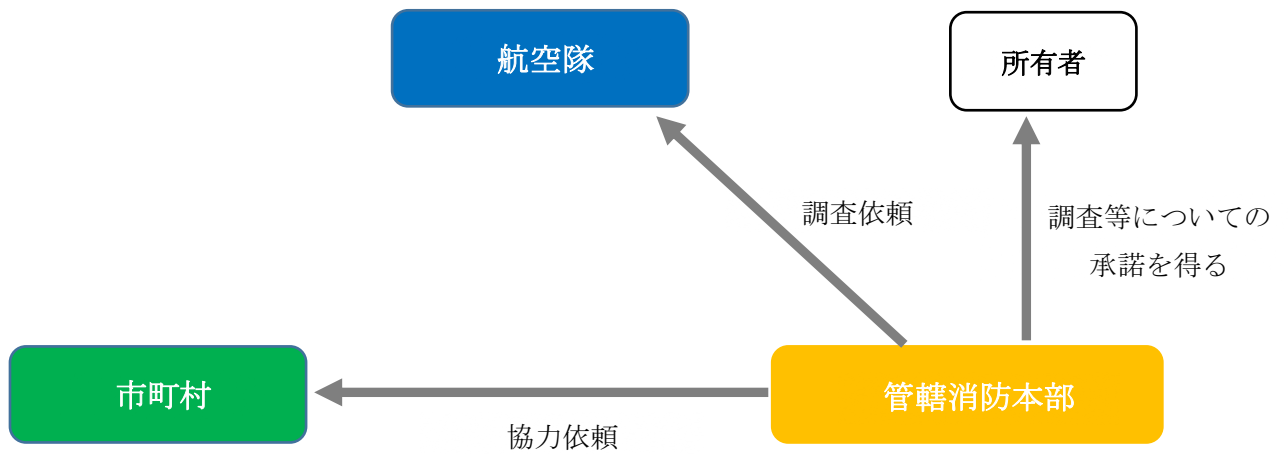 航空隊
所有者
調査依頼
調査等についての
承諾を得る
市町村
管轄消防本部
協力依頼